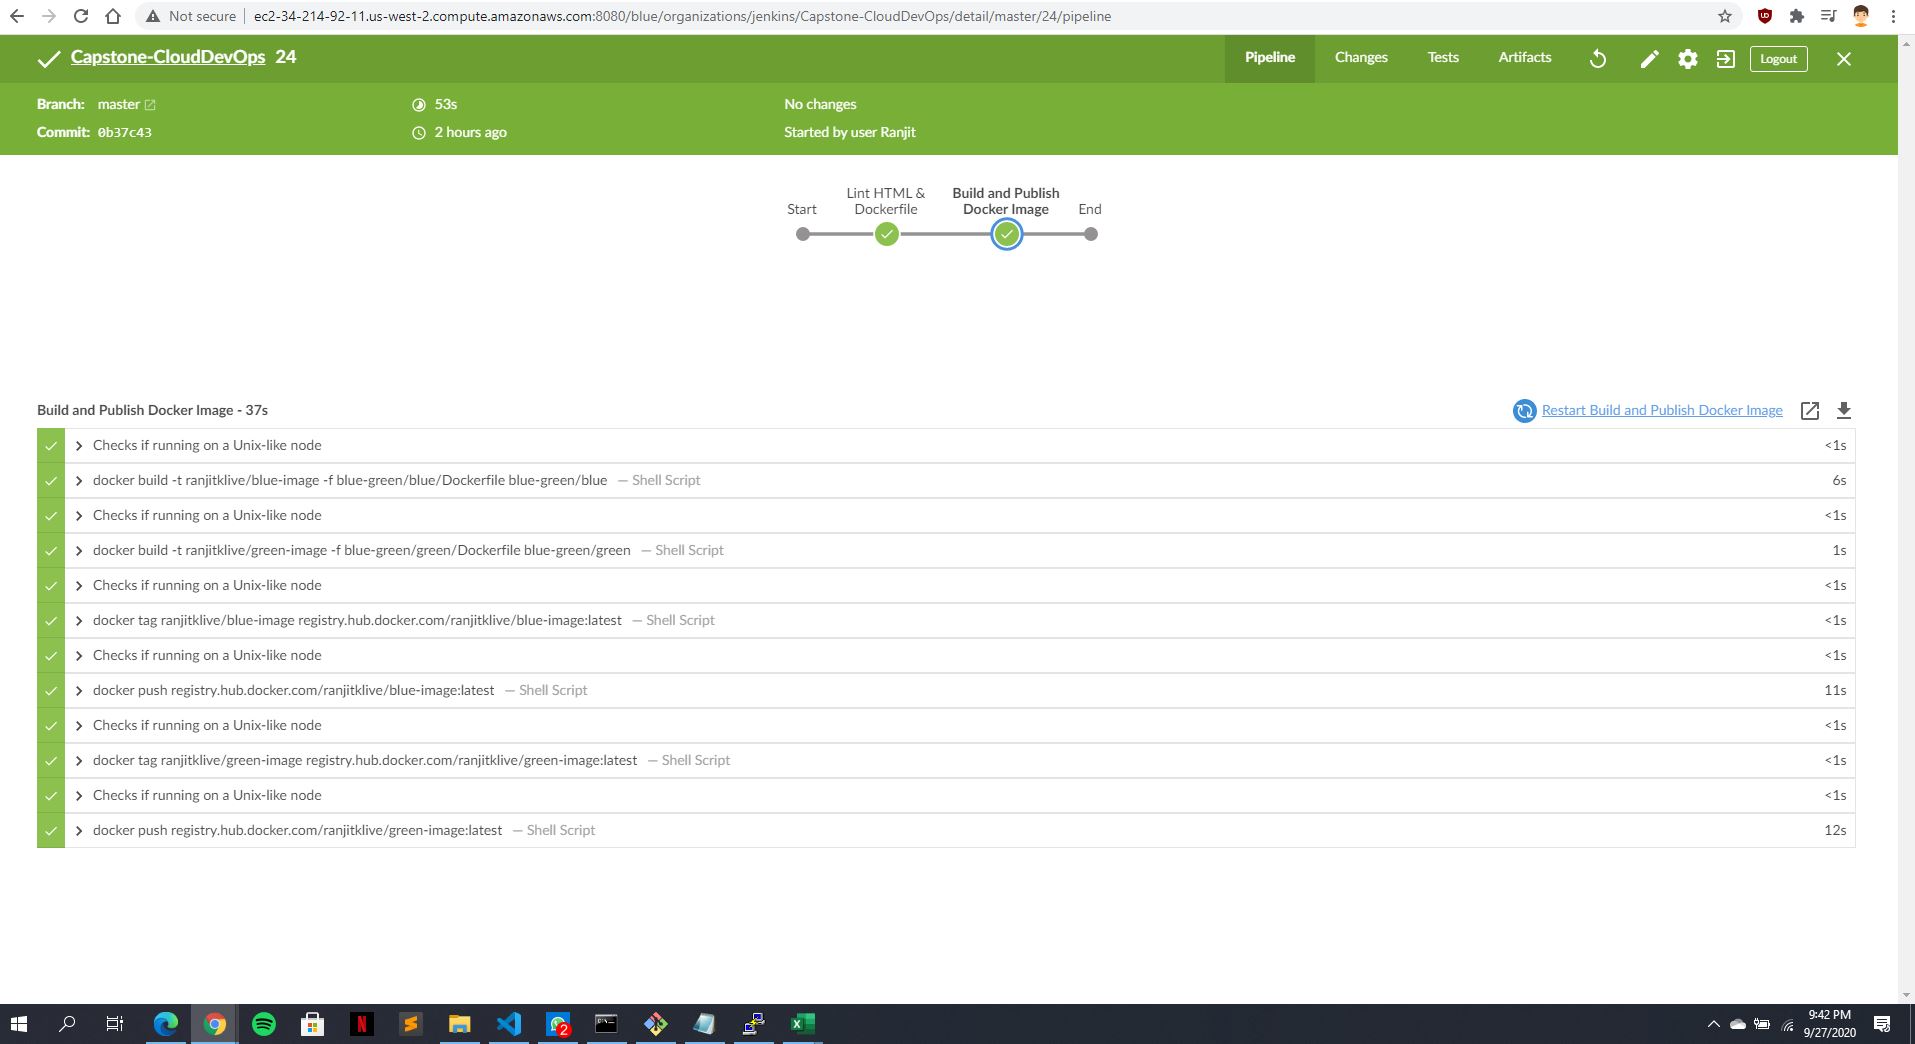 Not secure
ec2-34-214-92-11.us-west-2.compute.amazonaws.com:8080/blue/organizations/jenkins/Capstone-CloudDevOps/detail/master/24/pipeline
Capstone-CloudDevOps 24
Pipeline Changes Tests Artifacts Logout
Branch: master 53s No changes
Commit: 0b37c43 2 hours ago Started by user Ranjit
Start
Lint HTML &
Dockerfile
Build and Publish
Docker Image
End
Build and Publish Docker Image - 37s Restart Build and Publish Docker Image
Checks if running on a Unix-like node <1s
docker build -t ranjitklive/blue-image -f blue-green/blue/Dockerfile blue-green/blue — Shell Script 6s
Checks if running on a Unix-like node <1s
docker build -t ranjitklive/green-image -f blue-green/green/Dockerfile blue-green/green — Shell Script 1s
Checks if running on a Unix-like node <1s
docker tag ranjitklive/blue-image registry.hub.docker.com/ranjitklive/blue-image:latest — Shell Script <1s
Checks if running on a Unix-like node <1s
docker push registry.hub.docker.com/ranjitklive/blue-image:latest — Shell Script 11s
Checks if running on a Unix-like node <1s
docker tag ranjitklive/green-image registry.hub.docker.com/ranjitklive/green-image:latest — Shell Script <1s
Checks if running on a Unix-like node <1s
docker push registry.hub.docker.com/ranjitklive/green-image:latest — Shell Script 12s
2
9:42 PM
9/27/2020